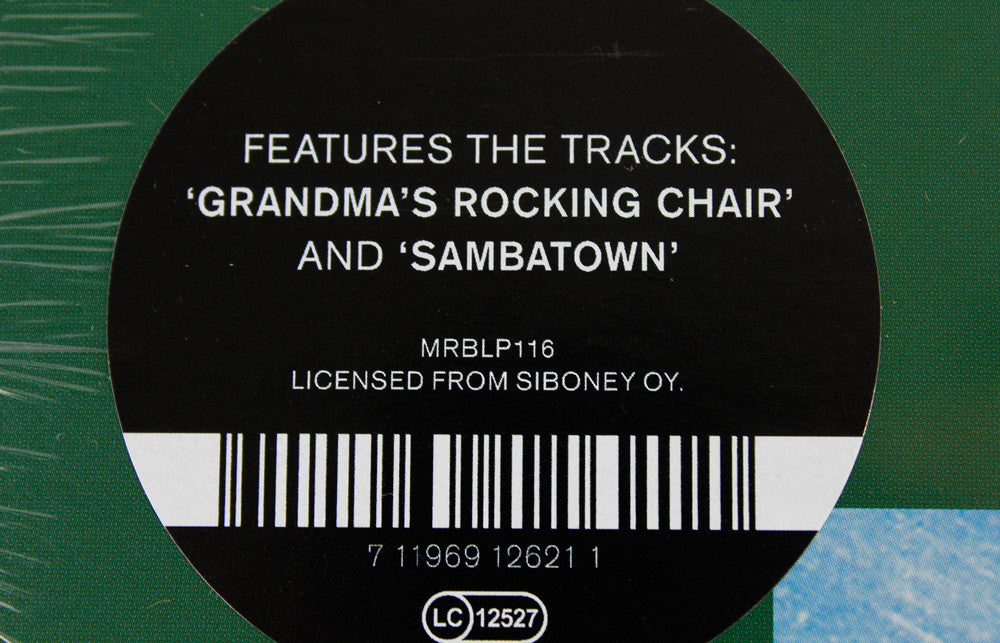 FEATURES THE TRACKS:
‘GRANDMA’S ROCKING CHAIR’
AND ‘SAMBATOWN’
MRBLP116
LICENSED FROM SIBONEY OY.
7 11969 12621 1
LC 12527